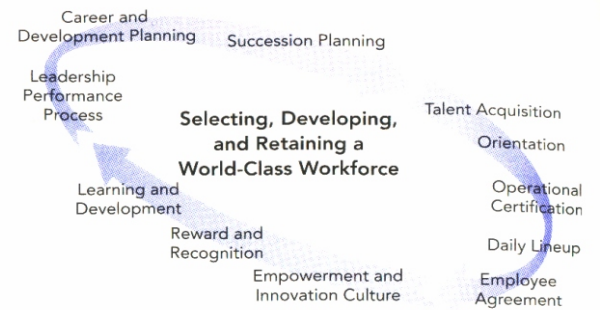 Career and
Development Planning
Succession Planning
Leadership
Performance
Process
Talent Acquisition
Selecting, Developing,
and Retaining a
World-Class Workforce
Orientation
Operational
Certification
Learning and
Development
Reward and
Recognition
Daily Lineup
Empowerment and
Innovation Culture
Employee
Agreement